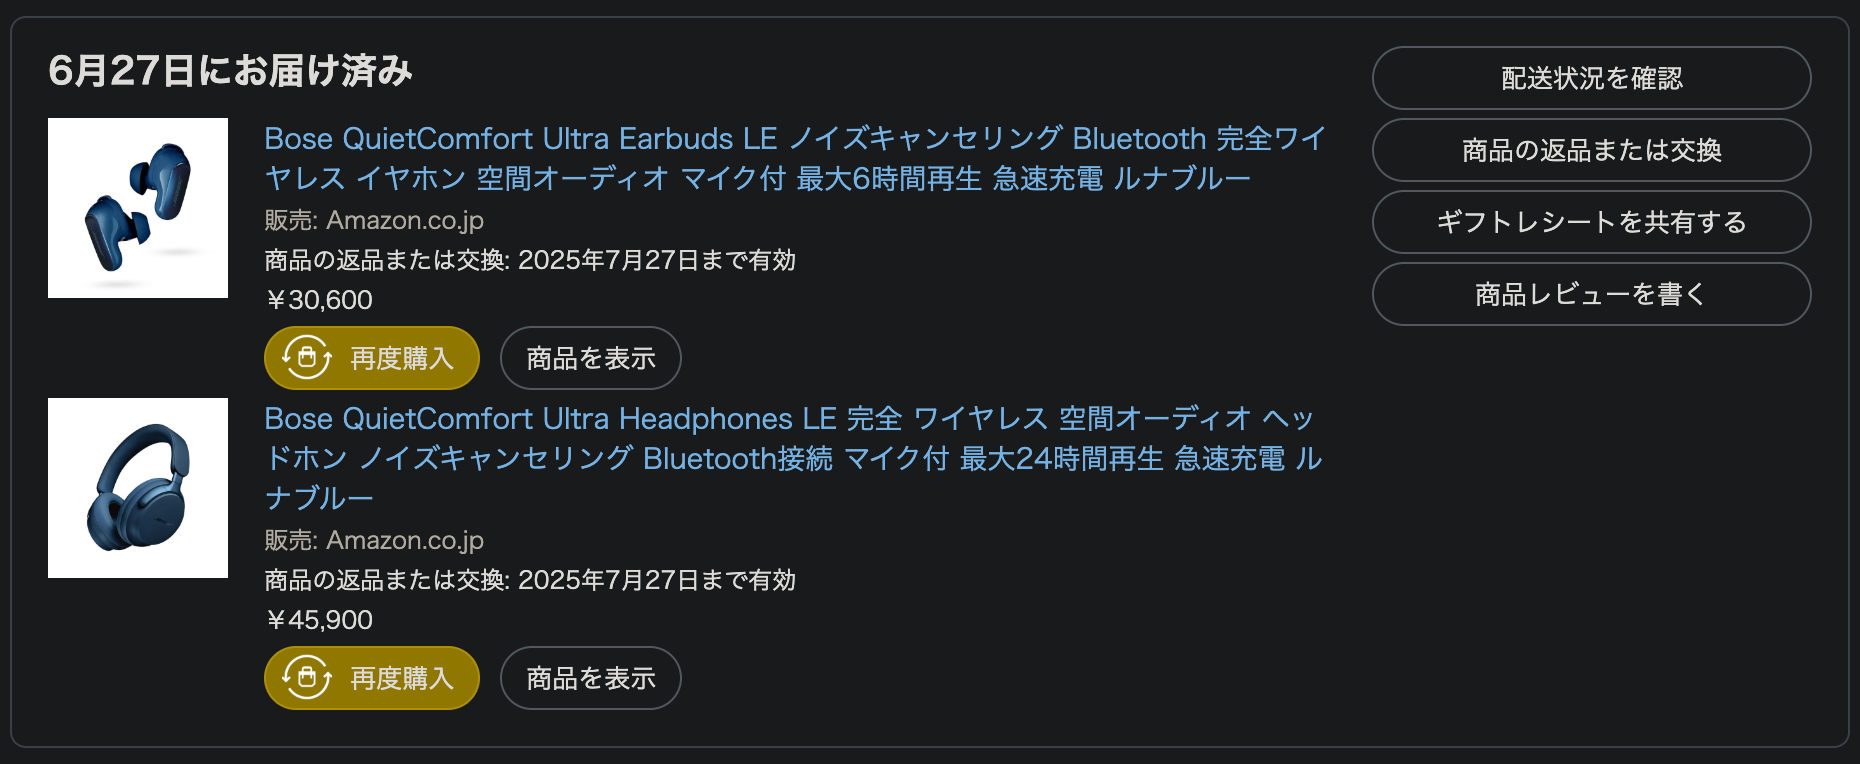 6月27日にお届け済み
Bose QuietComfort Ultra Earbuds LE ノイズキャンセリング Bluetooth 完全ワイ
ヤレス イヤホン 空間オーディオ マイク付 最大6時間再生 急速充電 ルナブルー
販売: Amazon.co.jp
商品の返品または交換: 2025年7月27日まで有効
￥30,600
再度購入
商品を表示
Bose QuietComfort Ultra Headphones LE 完全 ワイヤレス 空間オーディオ ヘッ
ドホン ノイズキャンセリング Bluetooth接続 マイク付 最大24時間再生 急速充電 ル
ナブルー
販売: Amazon.co.jp
商品の返品または交換: 2025年7月27日まで有効
￥45,900
再度購入
商品を表示
配送状況を確認
商品の返品または交換
ギフトレシートを共有する
商品レビューを書く